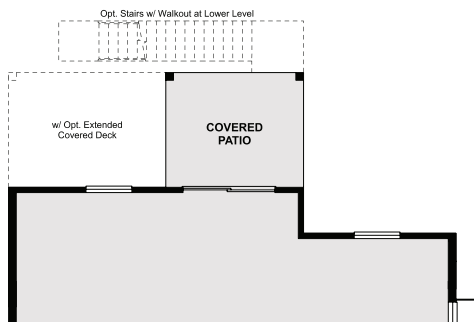 Opt. Stairs w/ Walkout at Lower Level
w/ Opt. Extended
Covered Deck
COVERED
PATIO